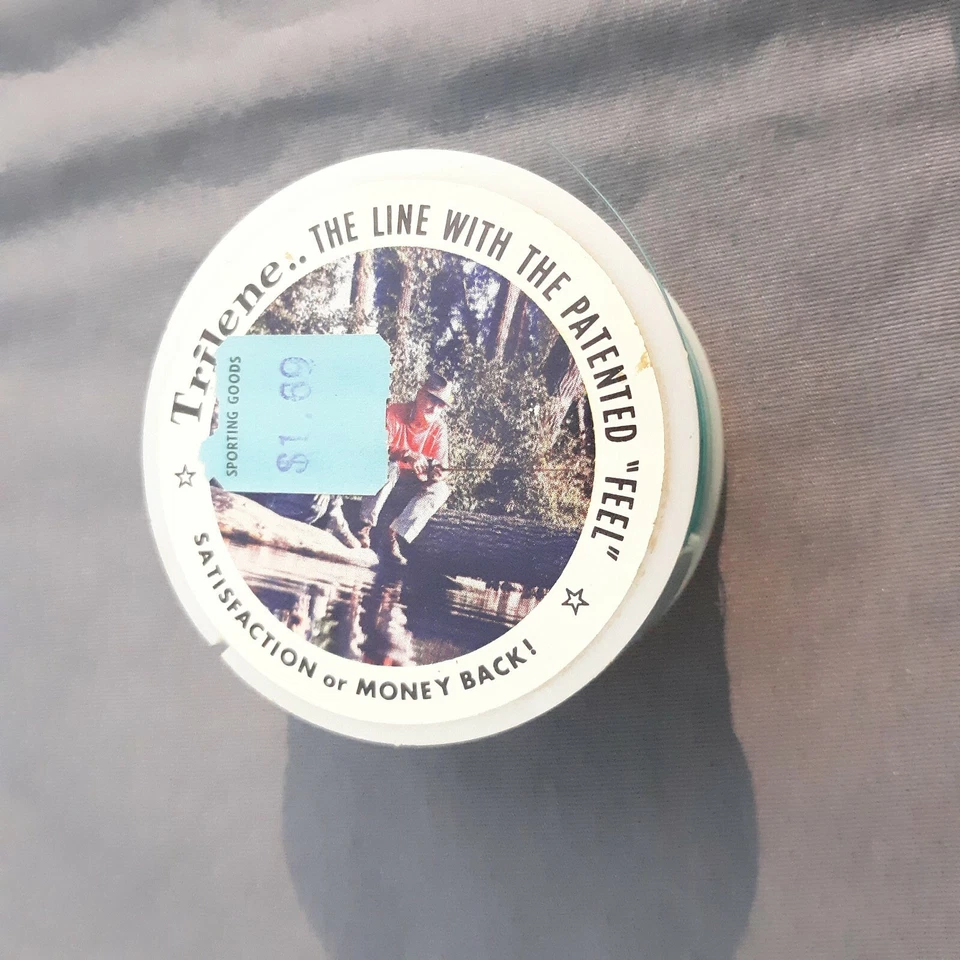 Trilene.. THE LINE WITH THE PATENTED "FEEL"
SATISFACTION or MONEY BACK!
SPORTING GOODS
$1.69